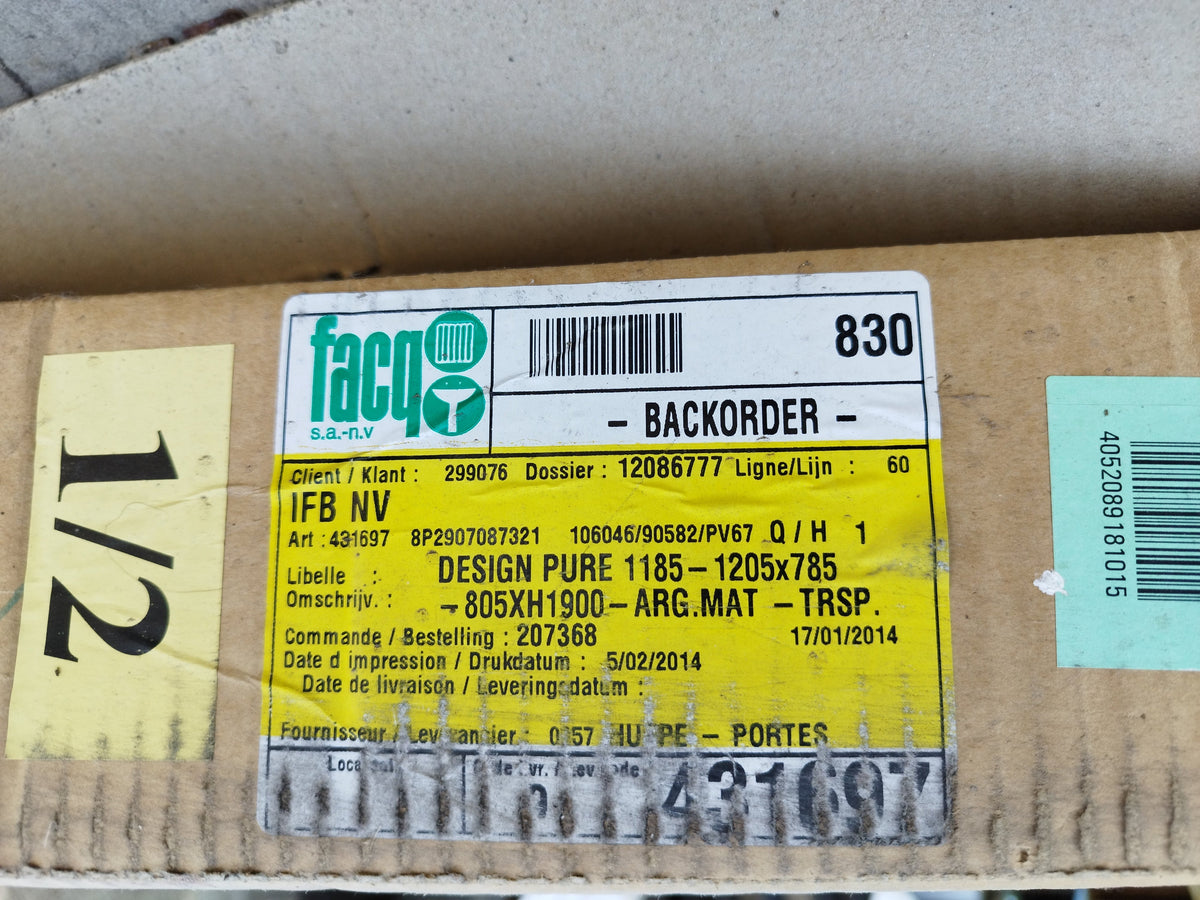 1/2
facq
s.a.-n.v
830
- BACKORDER -
Client / Klant : 299076 Dossier : 12086777 Ligne/Lijn : 60
IFB NV
Art : 431697 8P2907087321 106046/90582/PV67 Q / H 1
Libelle : DESIGN PURE 1185-1205x785
Omschrijv. : -805XH1900-ARG.MAT -TRSP.
Commande / Bestelling : 207368 17/01/2014
Date d impression / Drukdatum : 5/02/2014
Date de livraison / Leveringsdatum :
Fournisseur / Leverancier : PORTES
431697
4052089181015